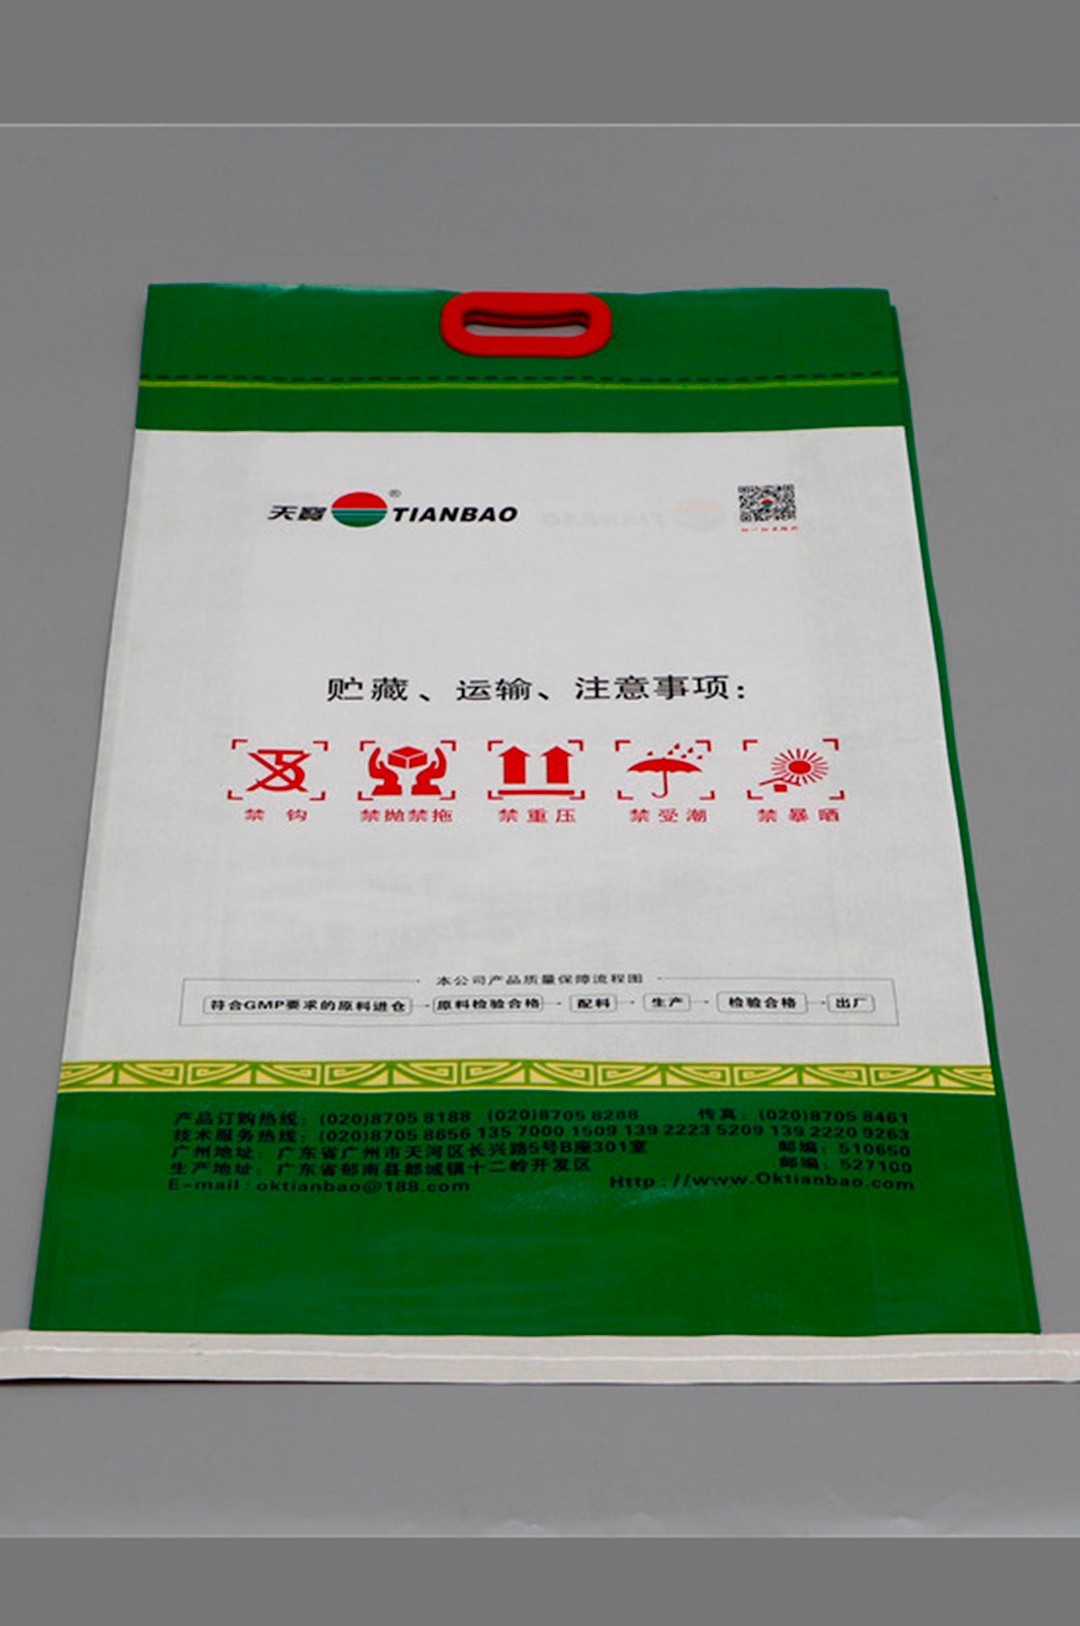 天寶 ® TIANBAO
贮藏、运输、注意事项:
禁钩 禁抛禁拖 禁重压 禁受潮 禁暴晒
本公司产品质量保障流程图
符合GMP要求的原料进仓 → 原料检验合格 → 配料 → 生产 → 检验合格 → 出厂
产品订购热线: (020)8705 8188 (020)8705 8288 传真: (020)8705 8461
技术服务热线: (020)8705 8656 135 7000 1509 139 2223 5209 139 2220 9263
广州地址: 广东省广州市天河区长兴路5号B座301室 邮编: 510650
生产地址: 广东省郁南县都城镇十二岭开发区 邮编: 527100
E-mail:oktianbao@188.com Http://www.Oktianbao.com